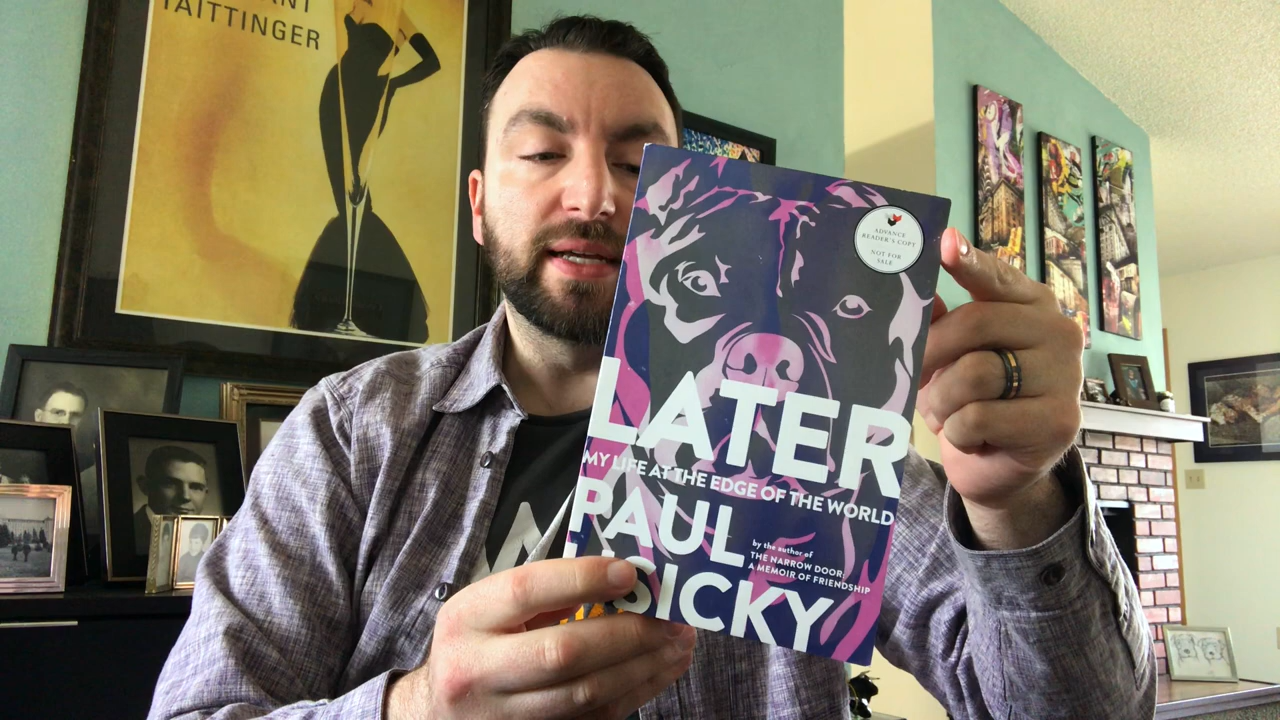 TAITTINGER
ADVANCE
READER'S COPY
NOT FOR
SALE
LATER
MY LIFE AT THE EDGE OF THE WORLD
PAUL
LISICKY
by the author of
THE NARROW DOOR:
A MEMOIR OF FRIENDSHIP